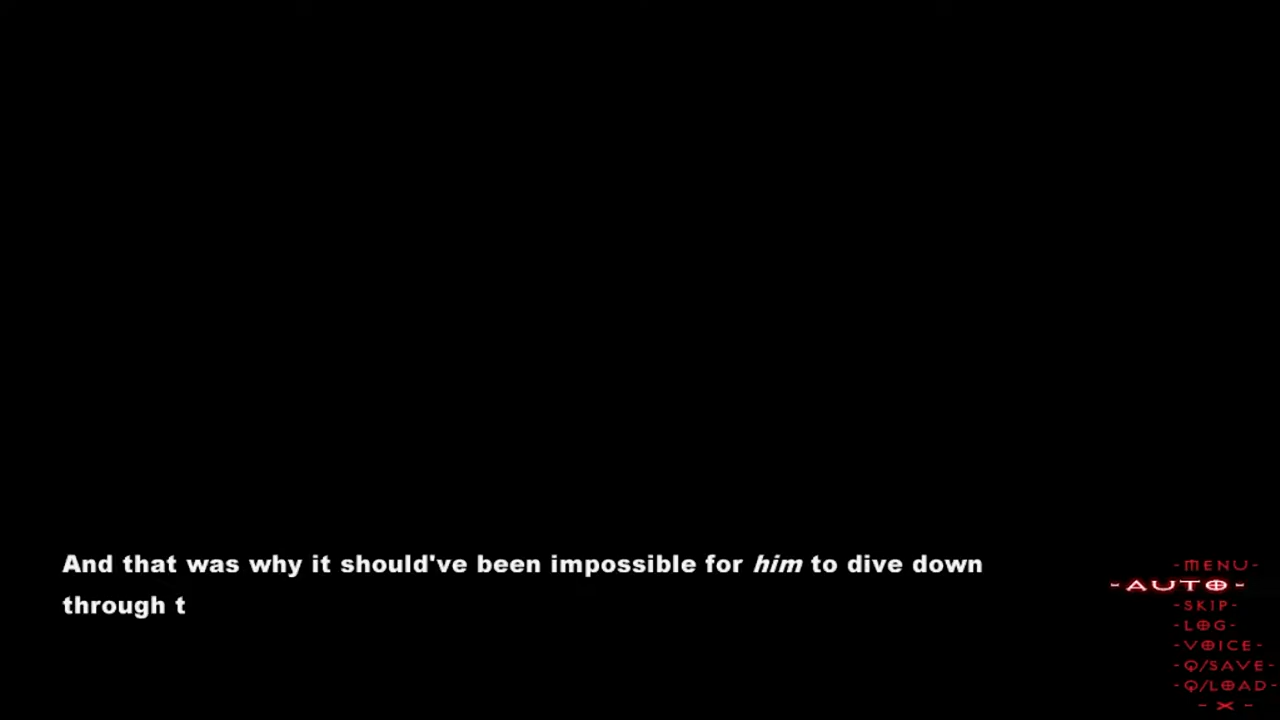 And that was why it should've been impossible for him to dive down
through t
-MENU-
-AUTO-
-SKIP-
-LOG-
-VOICE-
-Q/SAVE-
-Q/LOAD-
-X-